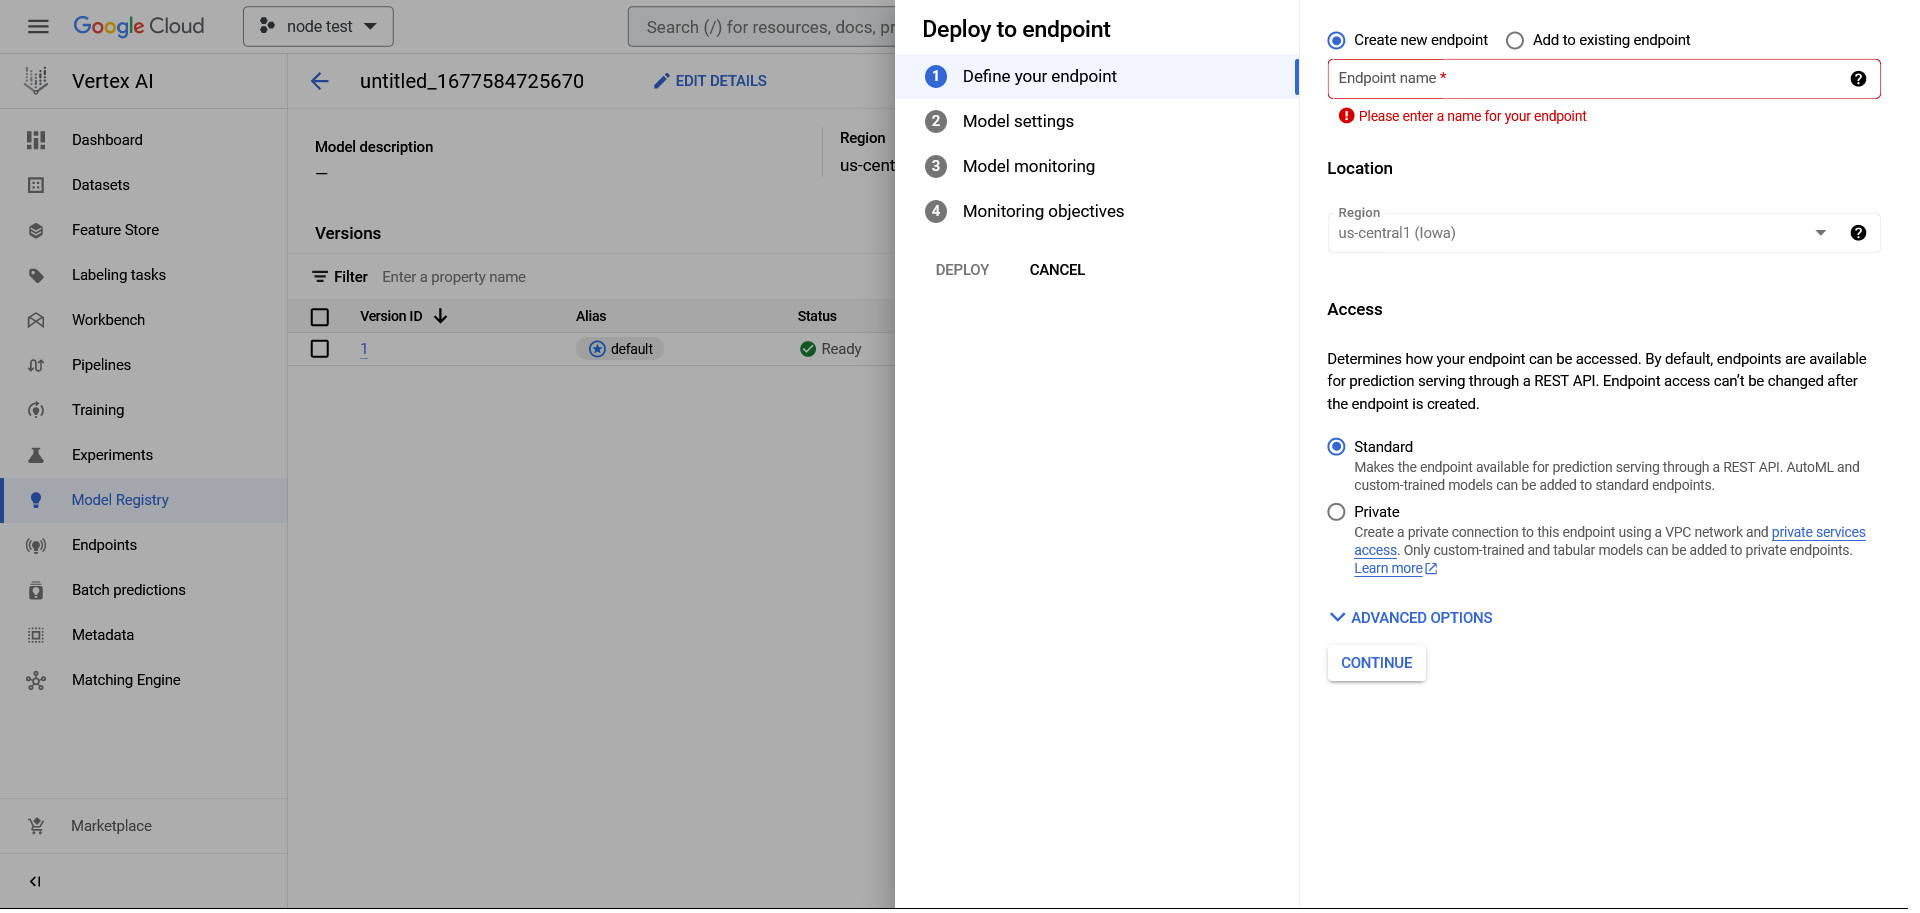 Google Cloud
node test
Search (/) for resources, docs, pr
Vertex AI
Dashboard
Datasets
Feature Store
Labeling tasks
Workbench
Pipelines
Training
Experiments
Model Registry
Endpoints
Batch predictions
Metadata
Matching Engine
Marketplace
untitled_1677584725670
EDIT DETAILS
Model description
—
Region
us-cent
Versions
Filter Enter a property name
Version ID Alias Status
1 default Ready
Deploy to endpoint
1 Define your endpoint
2 Model settings
3 Model monitoring
4 Monitoring objectives
DEPLOY CANCEL
Create new endpoint Add to existing endpoint
Endpoint name *
Please enter a name for your endpoint
Location
Region
us-central1 (Iowa)
Access
Determines how your endpoint can be accessed. By default, endpoints are available
for prediction serving through a REST API. Endpoint access can’t be changed after
the endpoint is created.
Standard
Makes the endpoint available for prediction serving through a REST API. AutoML and
custom-trained models can be added to standard endpoints.
Private
Create a private connection to this endpoint using a VPC network and private services
access. Only custom-trained and tabular models can be added to private endpoints.
Learn more
ADVANCED OPTIONS
CONTINUE